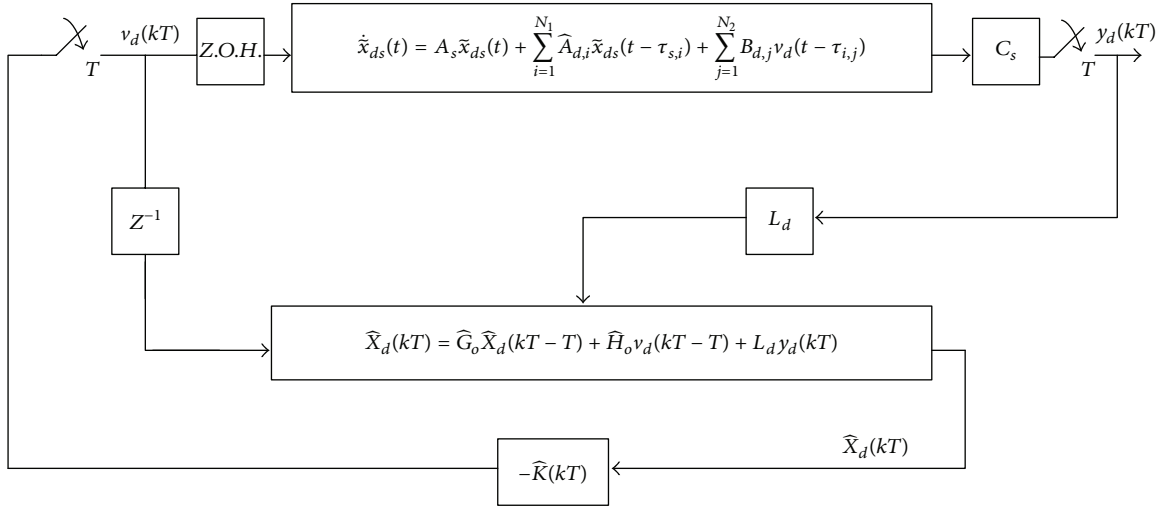 v_d(kT)
T
Z.O.H.
\dot{\tilde{x}}_{ds}(t) = A_s\tilde{x}_{ds}(t) + \sum_{i=1}^{N_1} \widehat{A}_{d,i}\tilde{x}_{ds}(t − τ_{s,i}) + \sum_{j=1}^{N_2} B_{d,j}v_d(t − τ_{i,j})
C_s
T
y_d(kT)
Z^{−1}
L_d
\widehat{X}_d(kT) = \widehat{G}_o\widehat{X}_d(kT − T) + \widehat{H}_o v_d(kT − T) + L_d y_d(kT)
\widehat{X}_d(kT)
−\widehat{K}(kT)